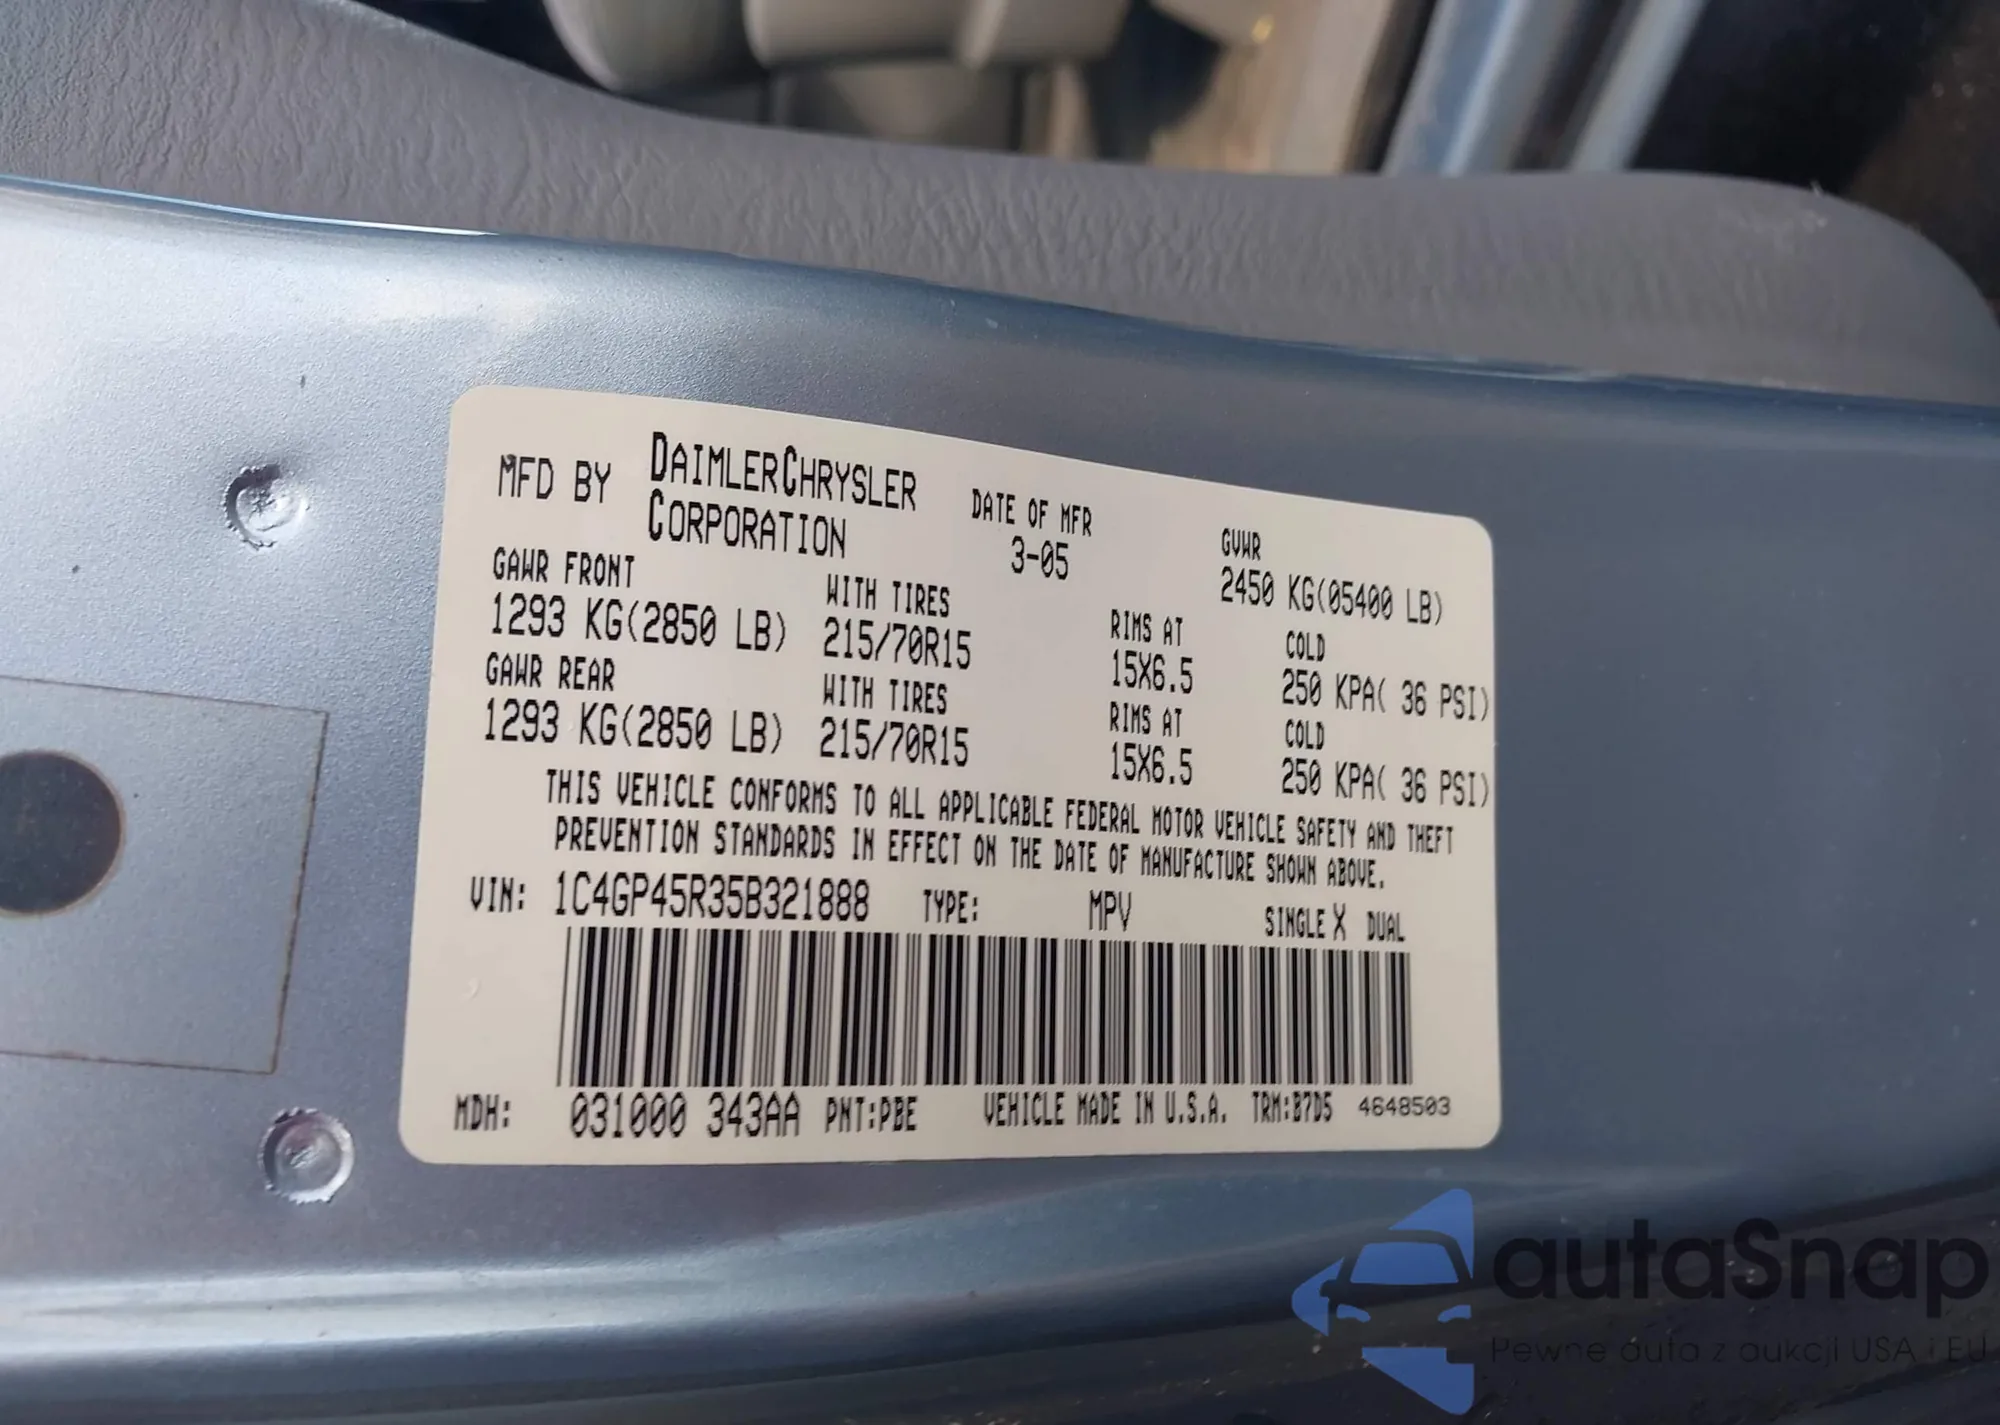 MFD BY DAIMLERCHRYSLER CORPORATION
DATE OF MFR 3-05
GVWR 2450 KG(05400 LB)
GAWR FRONT WITH TIRES RIMS AT COLD
1293 KG(2850 LB) 215/70R15 15X6.5 250 KPA( 36 PSI)
GAWR REAR WITH TIRES RIMS AT COLD
1293 KG(2850 LB) 215/70R15 15X6.5 250 KPA( 36 PSI)
THIS VEHICLE CONFORMS TO ALL APPLICABLE FEDERAL MOTOR VEHICLE SAFETY AND THEFT
PREVENTION STANDARDS IN EFFECT ON THE DATE OF MANUFACTURE SHOWN ABOVE.
VIN: 1C4GP45R35B321888 TYPE: MPV SINGLE X DUAL
MDH: 031000 343AA PNT:PBE VEHICLE MADE IN U.S.A. TRM:B7D5 4648503
autaSnap
Pewne auta z aukcji USA i EU